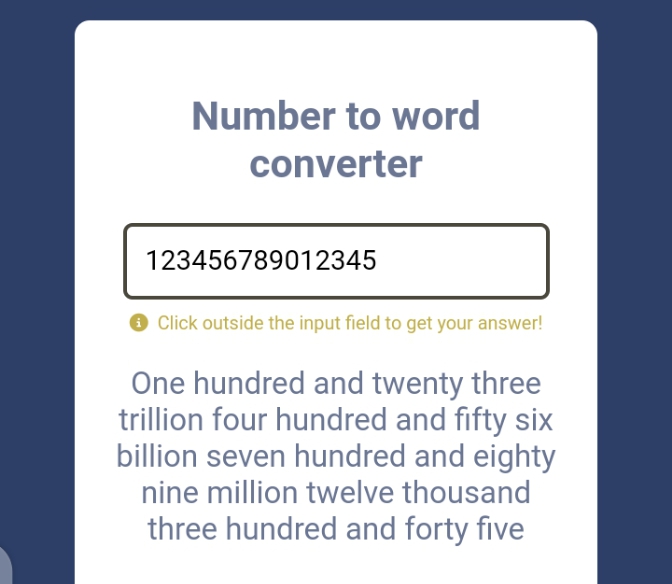 Number to word
converter
123456789012345
Click outside the input field to get your answer!
One hundred and twenty three
trillion four hundred and fifty six
billion seven hundred and eighty
nine million twelve thousand
three hundred and forty five